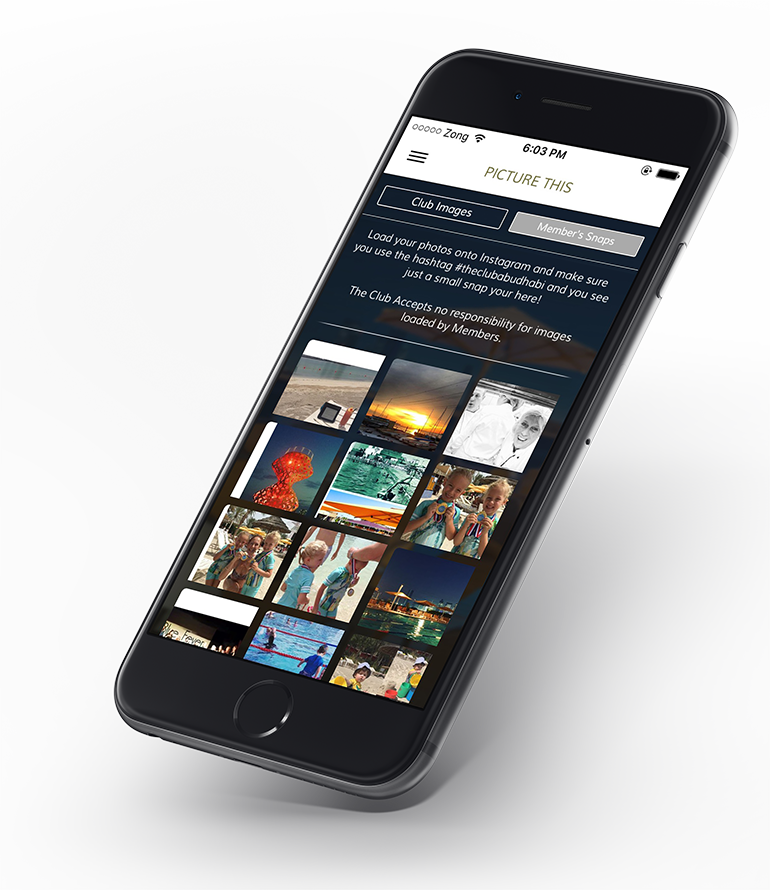 Zong
6:03 PM
PICTURE THIS
Club Images
Member's Snaps
Load your photos onto Instagram and make sure
you use the hashtag #theclubabudhabi and you see
just a small snap your here!
The Club Accepts no responsibility for images
loaded by Members.
Blue Fever